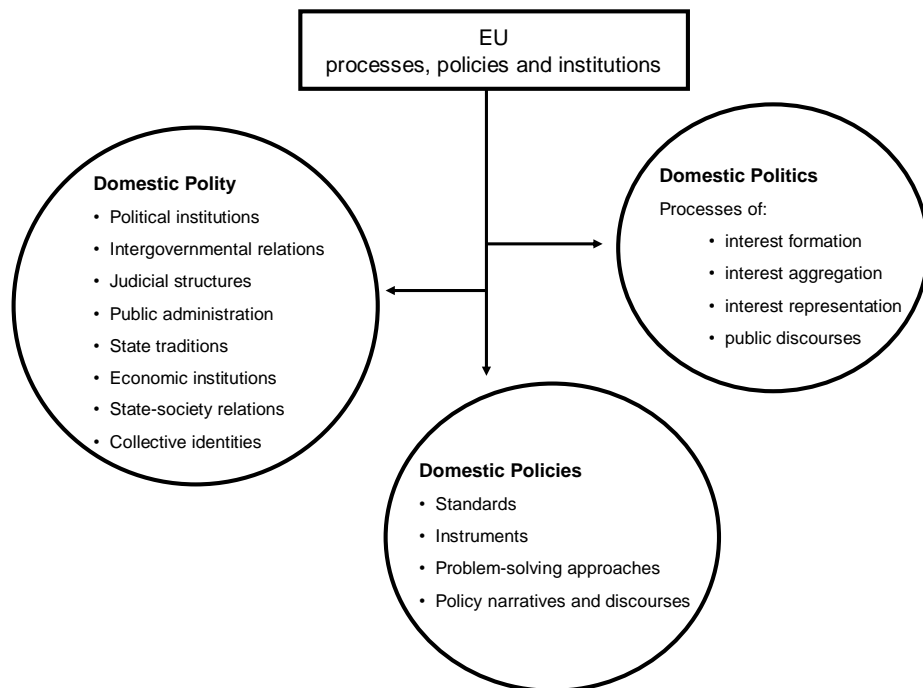 EU
processes, policies and institutions
Domestic Polity
• Political institutions
• Intergovernmental relations
• Judicial structures
• Public administration
• State traditions
• Economic institutions
• State-society relations
• Collective identities
Domestic Politics
Processes of:
• interest formation
• interest aggregation
• interest representation
• public discourses
Domestic Policies
• Standards
• Instruments
• Problem-solving approaches
• Policy narratives and discourses